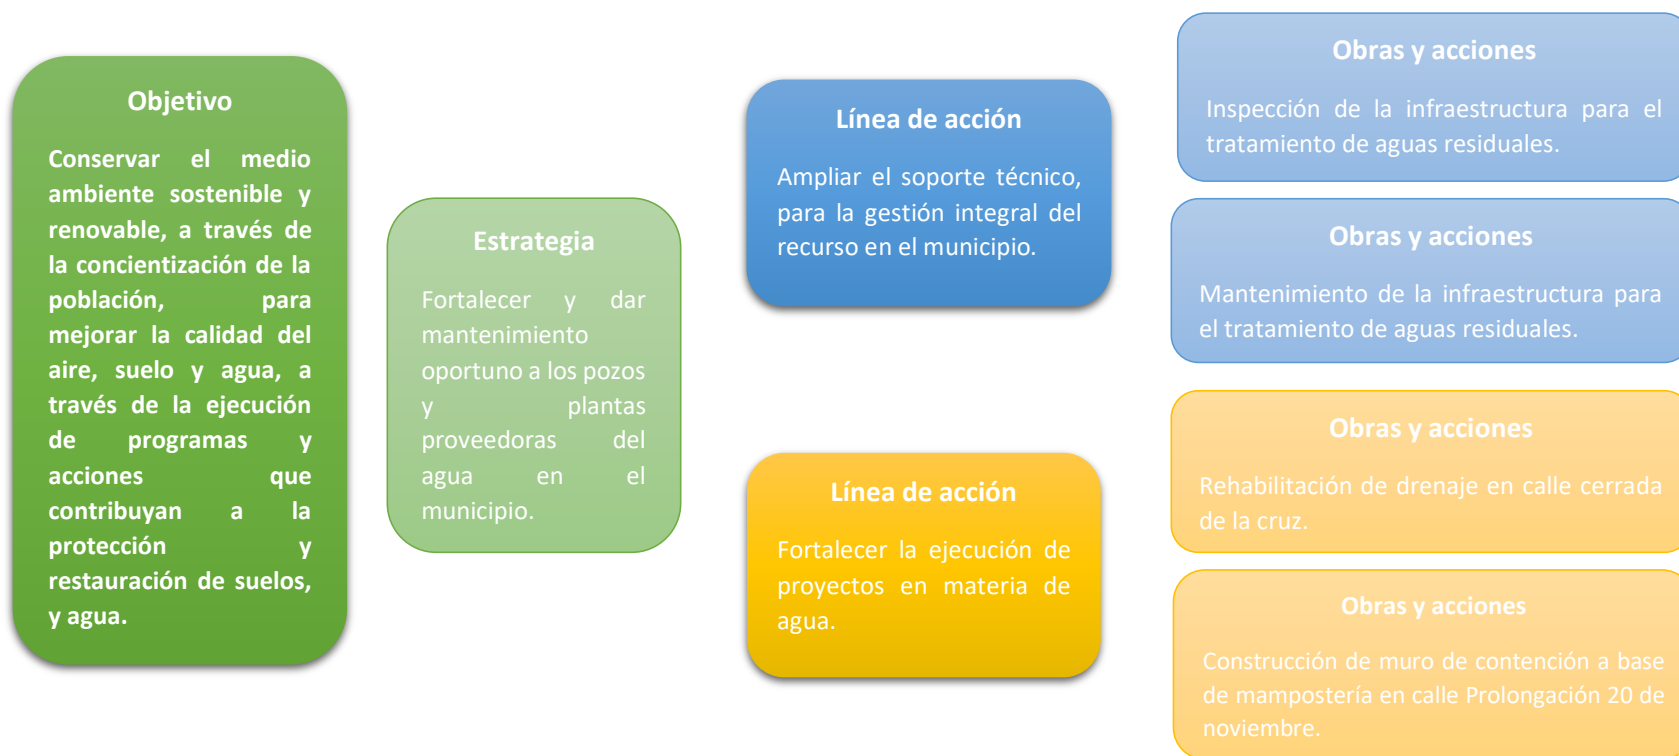 Objetivo
Conservar el medio
ambiente sostenible y
renovable, a través de
la concientización de la
población, para
mejorar la calidad del
aire, suelo y agua, a
través de la ejecución
de programas y
acciones que
contribuyan a la
protección y
restauración de suelos,
y agua.
Estrategia
Fortalecer y dar
mantenimiento
oportuno a los pozos
y plantas
proveedoras del
agua en el
municipio.
Línea de acción
Ampliar el soporte técnico,
para la gestión integral del
recurso en el municipio.
Línea de acción
Fortalecer la ejecución de
proyectos en materia de
agua.
Obras y acciones
Inspección de la infraestructura para el
tratamiento de aguas residuales.
Obras y acciones
Mantenimiento de la infraestructura para
el tratamiento de aguas residuales.
Obras y acciones
Rehabilitación de drenaje en calle cerrada
de la cruz.
Obras y acciones
Construcción de muro de contención a base
de mampostería en calle Prolongación 20 de
noviembre.